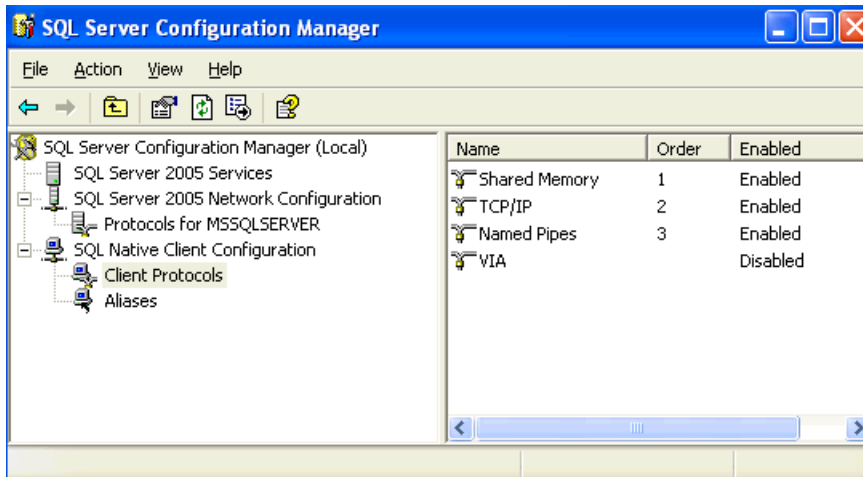 SQL Server Configuration Manager
File Action View Help
SQL Server Configuration Manager (Local)
SQL Server 2005 Services
SQL Server 2005 Network Configuration
Protocols for MSSQLSERVER
SQL Native Client Configuration
Client Protocols
Aliases
Name Order Enabled
Shared Memory 1 Enabled
TCP/IP 2 Enabled
Named Pipes 3 Enabled
VIA Disabled